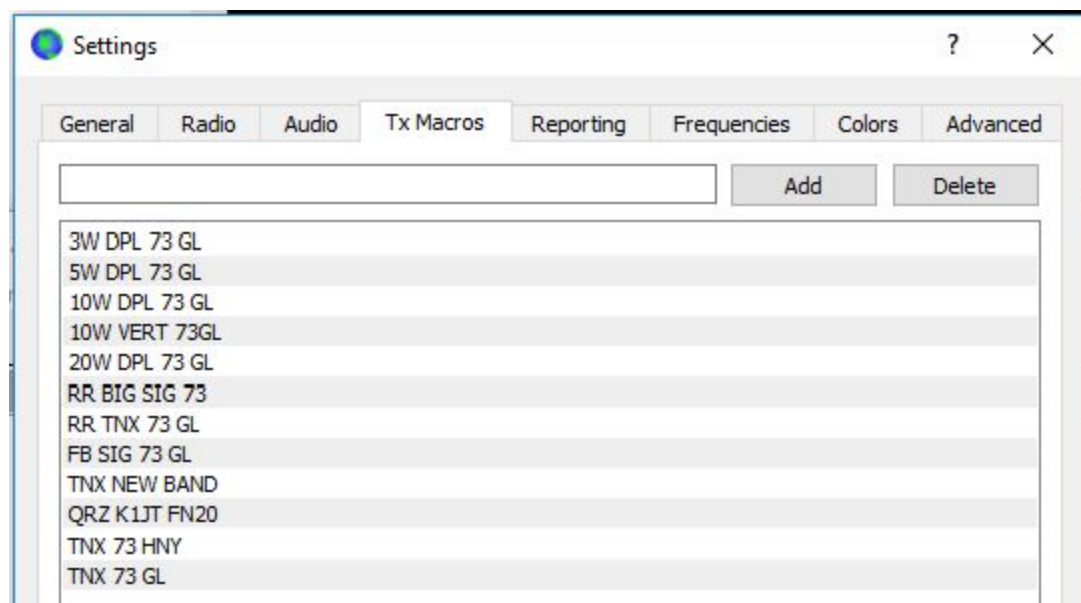 Settings ?
General Radio Audio Tx Macros Reporting Frequencies Colors Advanced
Add Delete
3W DPL 73 GL
5W DPL 73 GL
10W DPL 73 GL
10W VERT 73GL
20W DPL 73 GL
RR BIG SIG 73
RR TNX 73 GL
FB SIG 73 GL
TNX NEW BAND
QRZ K1JT FN20
TNX 73 HNY
TNX 73 GL